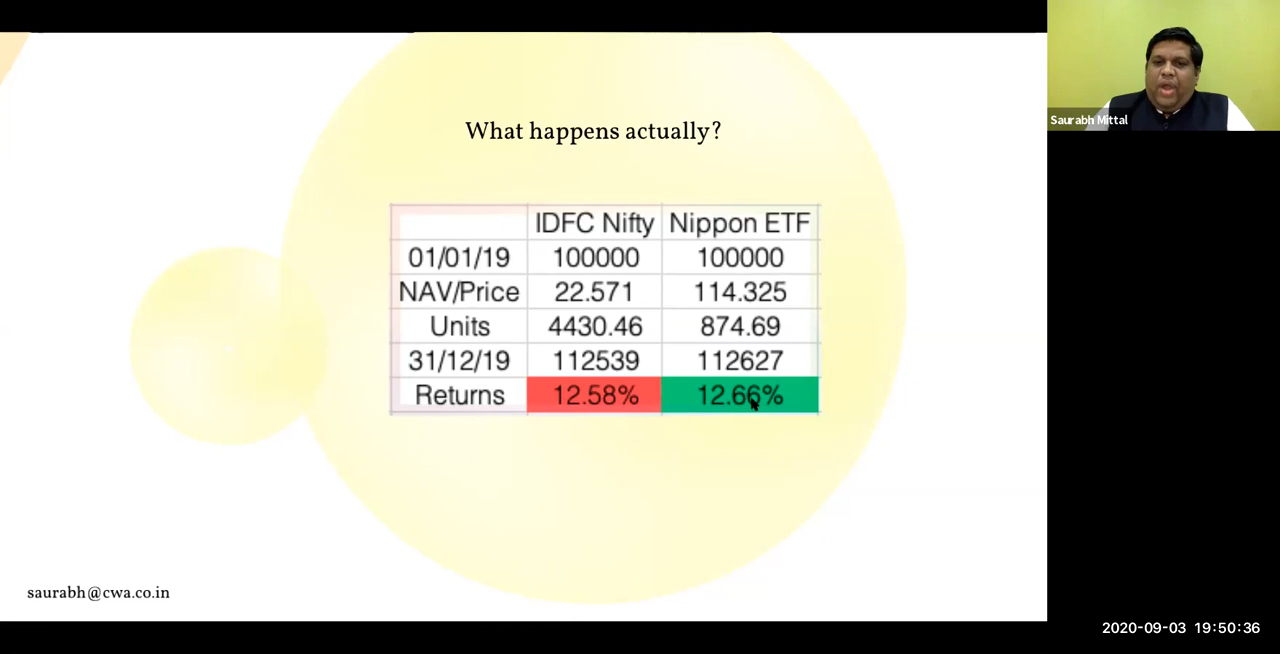 What happens actually?
IDFC Nifty Nippon ETF
01/01/19 100000 100000
NAV/Price 22.571 114.325
Units 4430.46 874.69
31/12/19 112539 112627
Returns 12.58% 12.66%
saurabh@cwa.co.in
Saurabh Mittal
2020-09-03 19:50:36